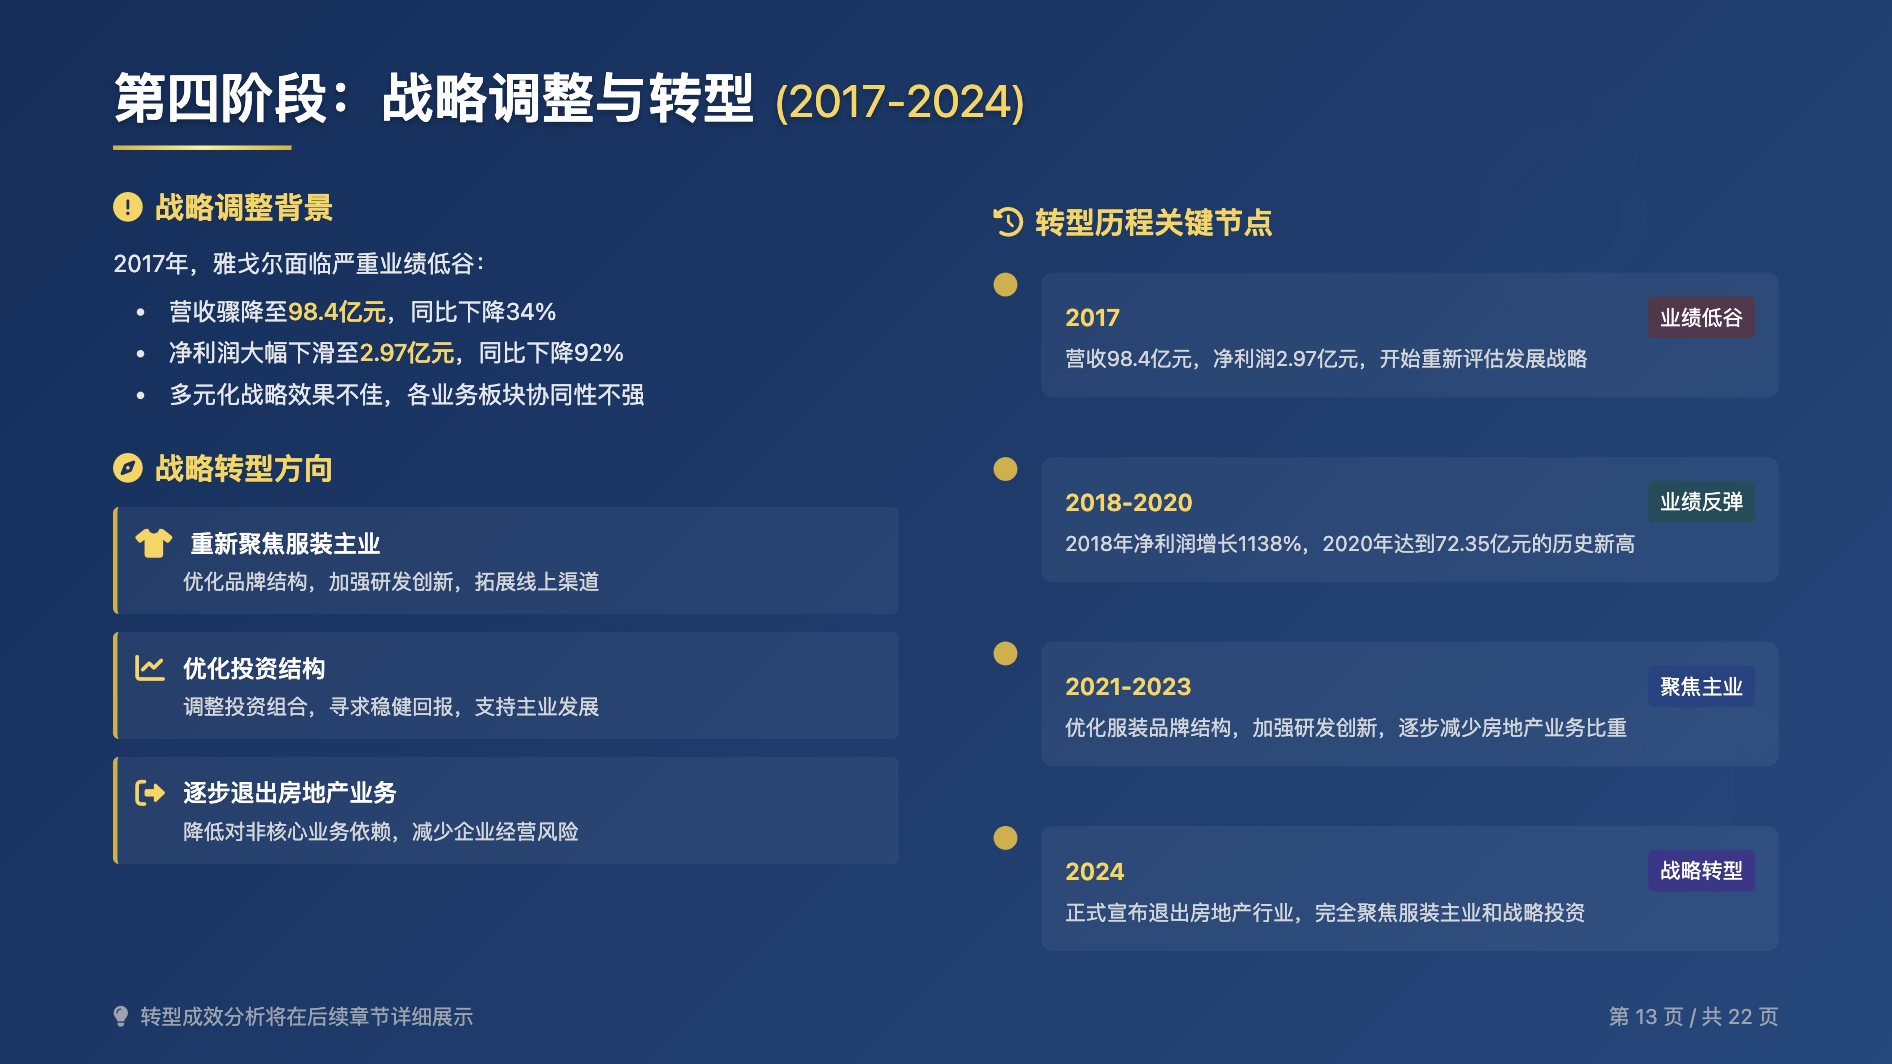 第四阶段：战略调整与转型 (2017-2024)
战略调整背景
2017年，雅戈尔面临严重业绩低谷：
• 营收骤降至98.4亿元，同比下降34%
• 净利润大幅下滑至2.97亿元，同比下降92%
• 多元化战略效果不佳，各业务板块协同性不强
战略转型方向
重新聚焦服装主业
优化品牌结构，加强研发创新，拓展线上渠道
优化投资结构
调整投资组合，寻求稳健回报，支持主业发展
逐步退出房地产业务
降低对非核心业务依赖，减少企业经营风险
转型历程关键节点
2017
业绩低谷
营收98.4亿元，净利润2.97亿元，开始重新评估发展战略
2018-2020
业绩反弹
2018年净利润增长1138%，2020年达到72.35亿元的历史新高
2021-2023
聚焦主业
优化服装品牌结构，加强研发创新，逐步减少房地产业务比重
2024
战略转型
正式宣布退出房地产行业，完全聚焦服装主业和战略投资
转型成效分析将在后续章节详细展示
第 13 页 / 共 22 页